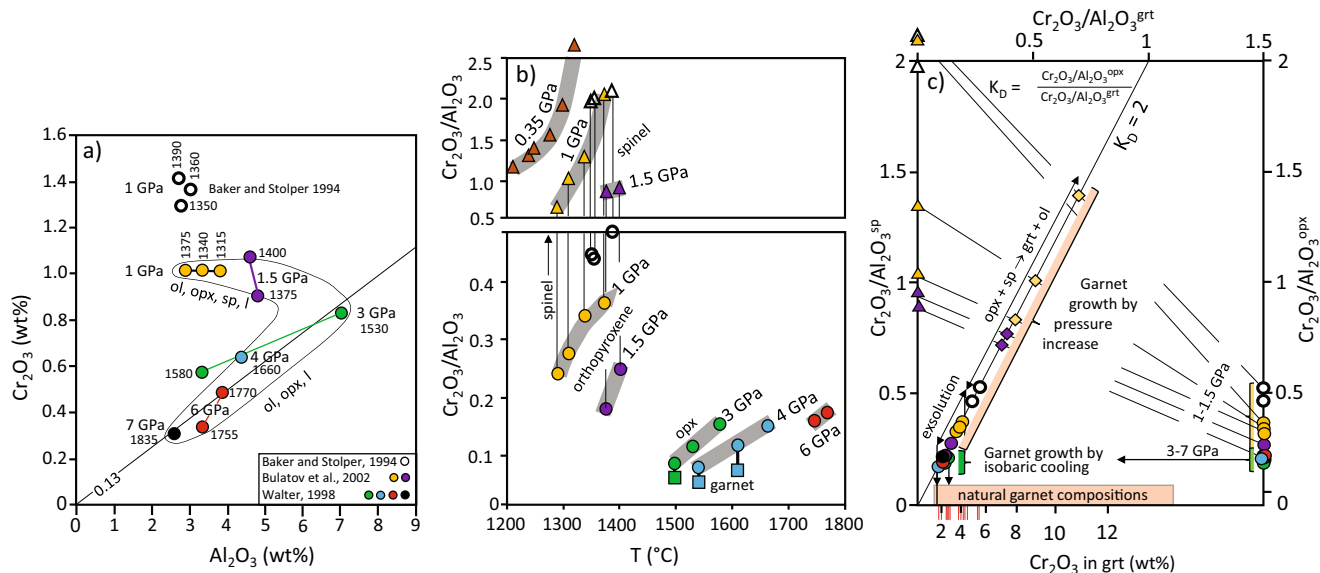 a)
Cr₂O₃ (wt%)
1.6
1.4
1.2
1.0
0.8
0.6
0.4
0.2
0
0 1 2 3 4 5 6 7 8 9
Al₂O₃ (wt%)
1390
1360
1 GPa
Baker and Stolper 1994
1350
1375
1340
1315
1400
1 GPa
1.5 GPa
ol, opx, sp, l
1375
3 GPa
1530
4 GPa
1580
1660
1770
ol, opx, l
6 GPa
7 GPa
1835
1755
0.13
Baker and Stolper, 1994
Bulatov et al., 2002
Walter, 1998
b)
Cr₂O₃/Al₂O₃
2.5
2.0
1.5
1.0
0.5
0.35 GPa
1 GPa
spinel
1.5 GPa
Cr₂O₃/Al₂O₃
0.4
0.3
0.2
0.1
0
spinel
1 GPa
orthopyroxene
1.5 GPa
opx
3 GPa
4 GPa
6 GPa
garnet
1200 1300 1400 1500 1600 1700 1800
T (°C)
Cr₂O₃/Al₂O₃ᵍʳᵗ
0.5 1 1.5
c)
K_D = Cr₂O₃/Al₂O₃ᵒᵖˣ
Cr₂O₃/Al₂O₃ᵍʳᵗ
K_D = 2
Cr₂O₃/Al₂O₃ˢᵖ
2
1.5
1
0.5
0
opx + sp → grt + ol
Garnet
growth by
pressure
increase
exsolution
1-1.5 GPa
Garnet growth by
isobaric cooling
3-7 GPa
natural garnet compositions
2
1.5
1
0.5
0
Cr₂O₃/Al₂O₃ᵒᵖˣ
2 4 6 8 10 12
Cr₂O₃ in grt (wt%)